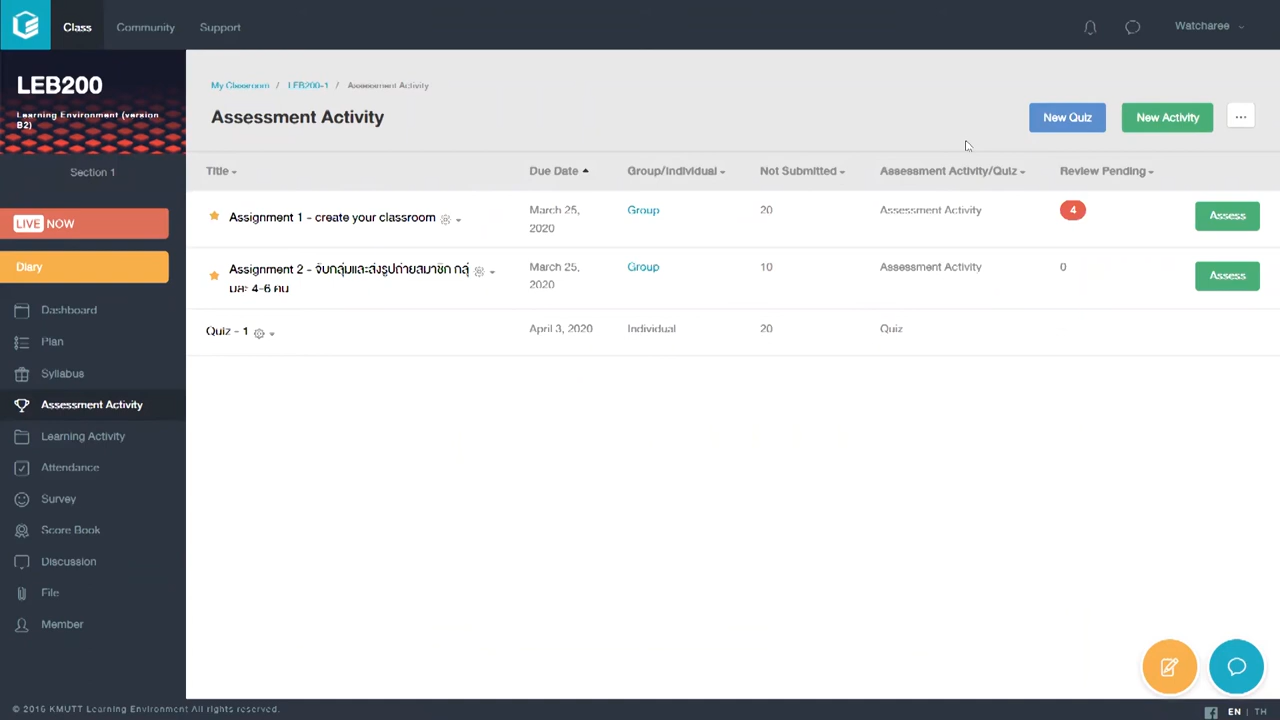 Class
Community
Support
Watcharee
LEB200
Learning Environment (version
B2)
Section 1
LIVE NOW
Diary
Dashboard
Plan
Syllabus
Assessment Activity
Learning Activity
Attendance
Survey
Score Book
Discussion
File
Member
My Classroom / LEB200-1 / Assessment Activity
Assessment Activity
New Quiz
New Activity
...
Title
Due Date
Group/Individual
Not Submitted
Assessment Activity/Quiz
Review Pending
Assignment 1 - create your classroom
March 25,
2020
Group
20
Assessment Activity
4
Assess
Assignment 2 - จับกลุ่มและส่งรูปถ่ายสมาชิก กลุ่
มละ 4-6 คน
March 25,
2020
Group
10
Assessment Activity
0
Assess
Quiz - 1
April 3, 2020
Individual
20
Quiz
© 2016 KMUTT Learning Environment All rights reserved.
EN | TH